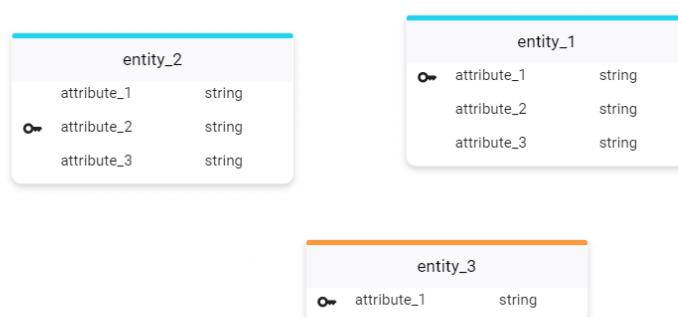 entity_2
attribute_1 string
attribute_2 string
attribute_3 string
entity_1
attribute_1 string
attribute_2 string
attribute_3 string
entity_3
attribute_1 string